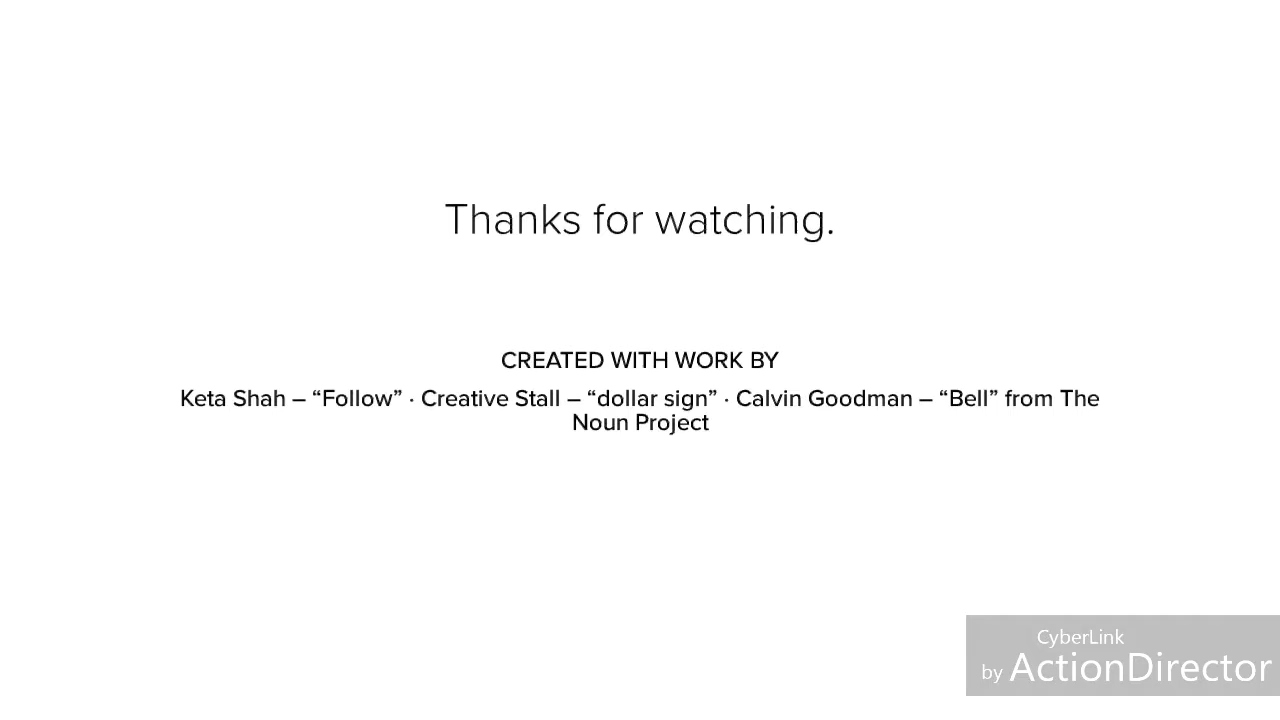 Thanks for watching.
CREATED WITH WORK BY
Keta Shah – “Follow” · Creative Stall – “dollar sign” · Calvin Goodman – “Bell” from The
Noun Project
CyberLink
by ActionDirector